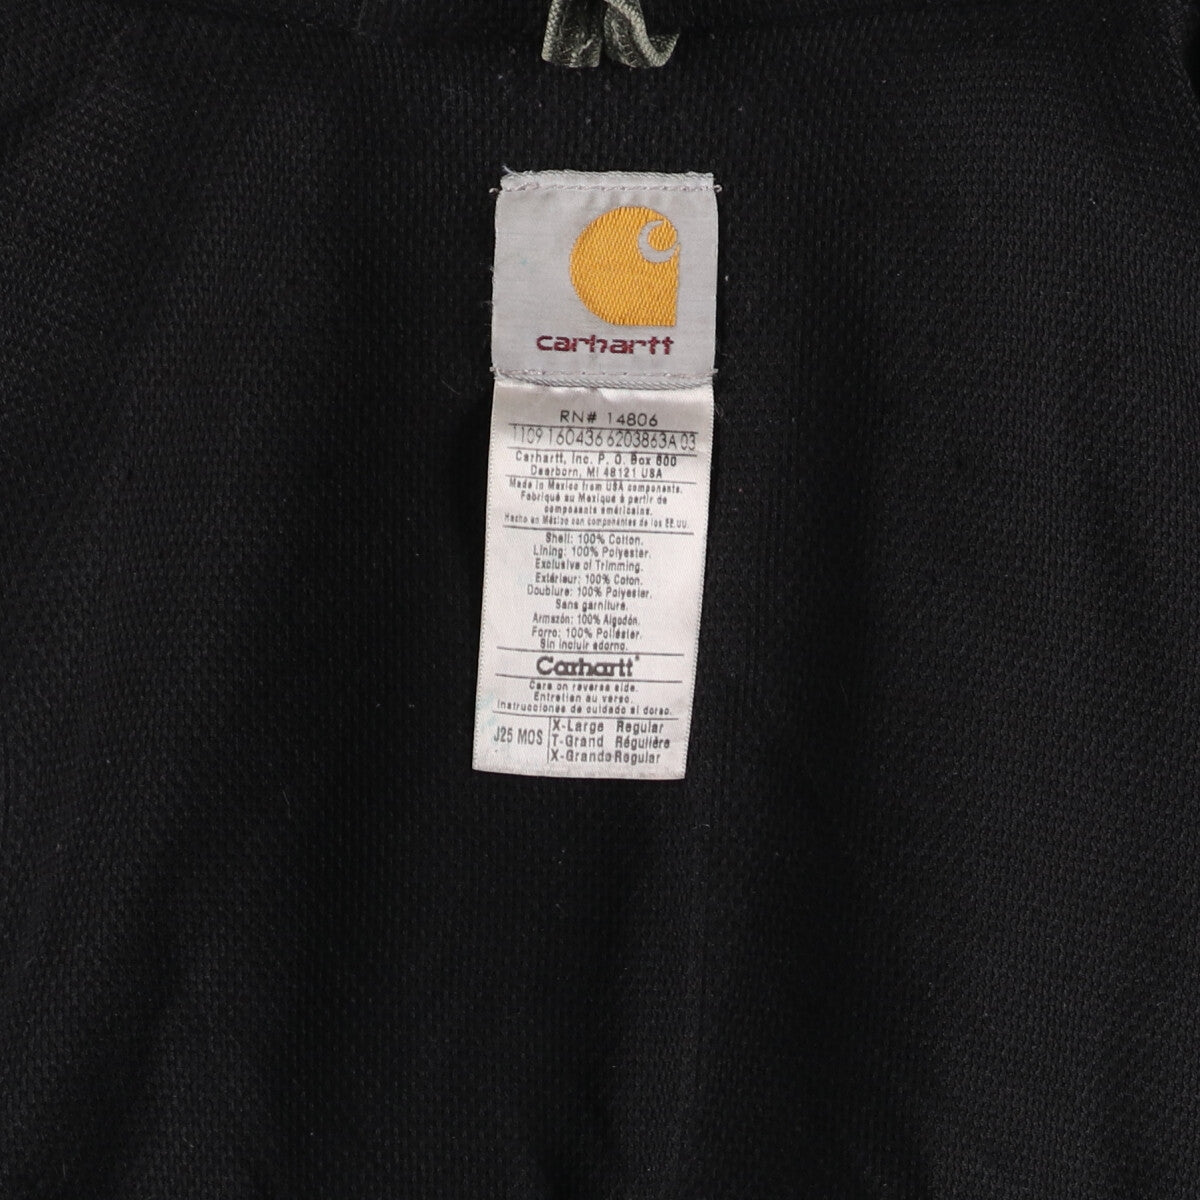 carhartt
RN# 14806
1109 160436 6203863A 03
Carhartt, Inc. P. O. Box 600
Dearborn, MI 48121 USA
Made in Mexico from USA components.
Fabriqué au Mexique à partir de
composants américains.
Hecho en México con componentes de los EE.UU.
Shell: 100% Cotton.
Lining: 100% Polyester.
Exclusive of Trimming.
Extérieur: 100% Coton.
Doublure: 100% Polyester.
Sans garniture.
Armazón: 100% Algodón.
Forro: 100% Poliéster.
Sin incluir adorno.
Carhartt®
Care on reverse side.
Entretien au verso.
Instrucciones de cuidado al dorso.
J25 MOS
X-Large Regular
T-Grand Régulière
X-Grande Regular